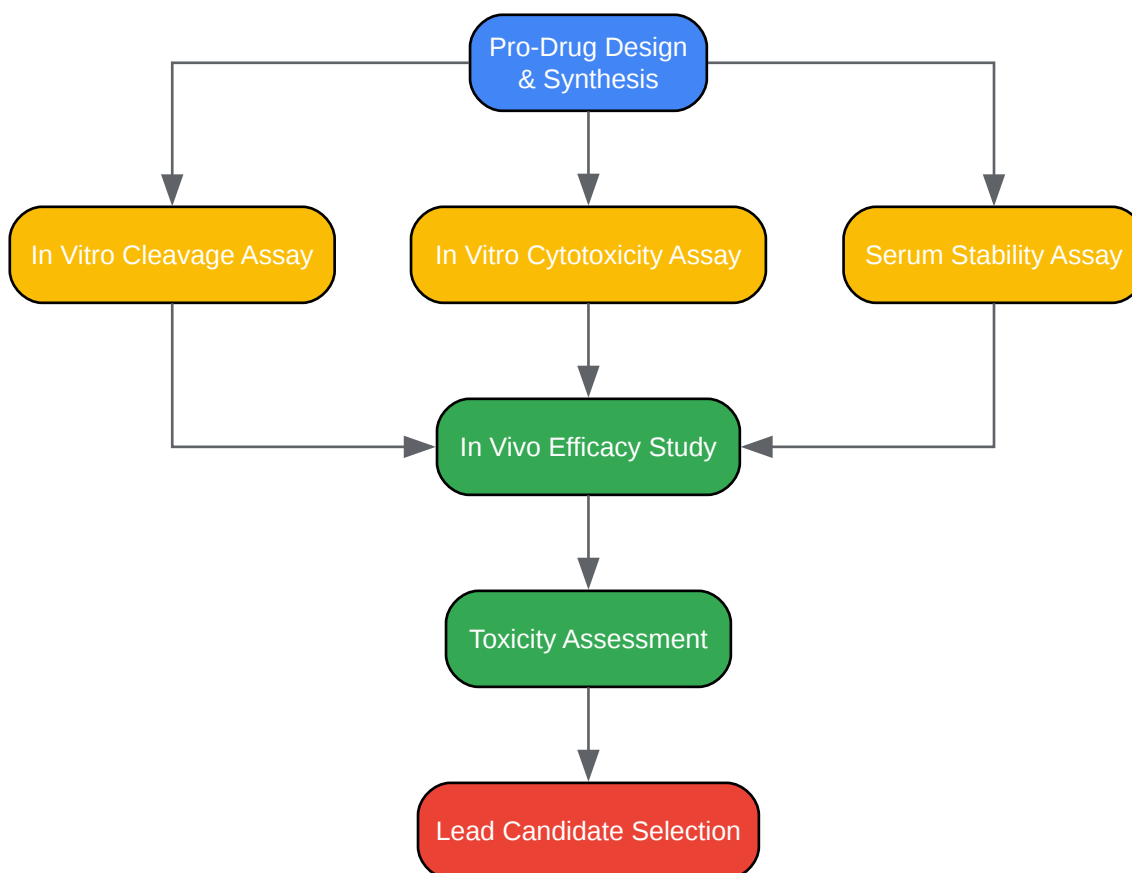 Pro-Drug Design
& Synthesis
In Vitro Cleavage Assay
In Vitro Cytotoxicity Assay
Serum Stability Assay
In Vivo Efficacy Study
Toxicity Assessment
Lead Candidate Selection